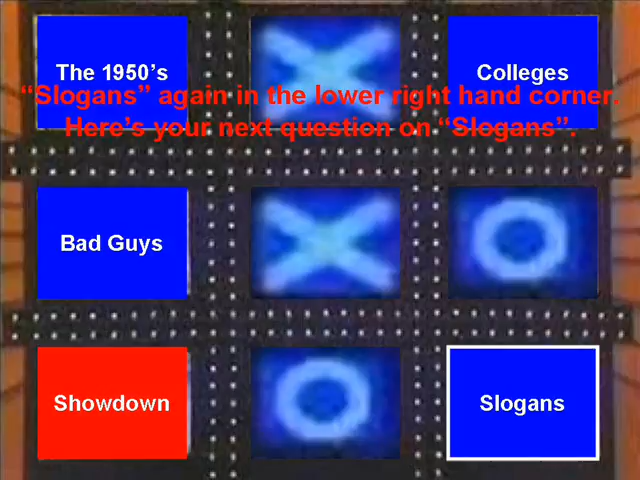 The 1950's
Colleges
“Slogans” again in the lower right hand corner.
Here's your next question on “Slogans”.
Bad Guys
Showdown
Slogans